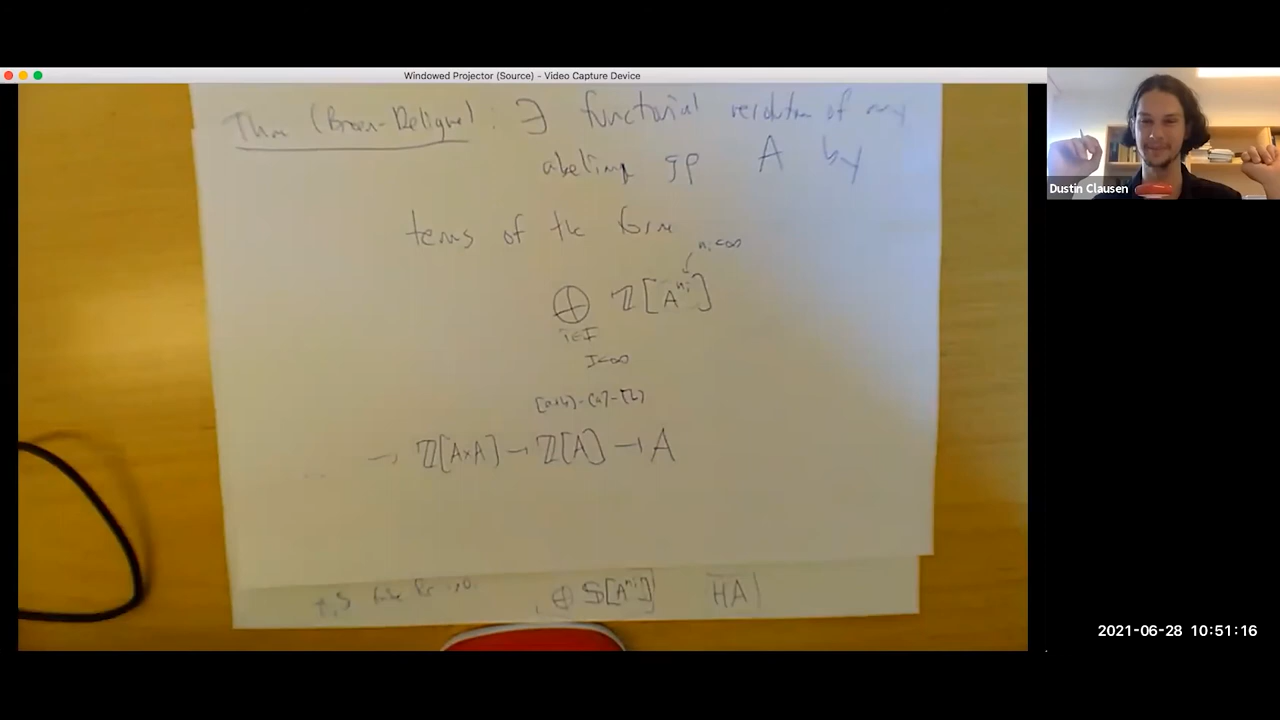 Windowed Projector (Source) - Video Capture Device
Thm (Breen-Deligne): ∃ functorial resolution of any
abelian gp A by
terms of the form
n_i<∞
⊕ ℤ[A^{n_i}]
i∈I
I<∞
[a+b]-[a]-[b]
→ ℤ[A×A] → ℤ[A] → A
⊕ 𝕊[A^{n_i}] HA
Dustin Clausen
2021-06-28 10:51:16